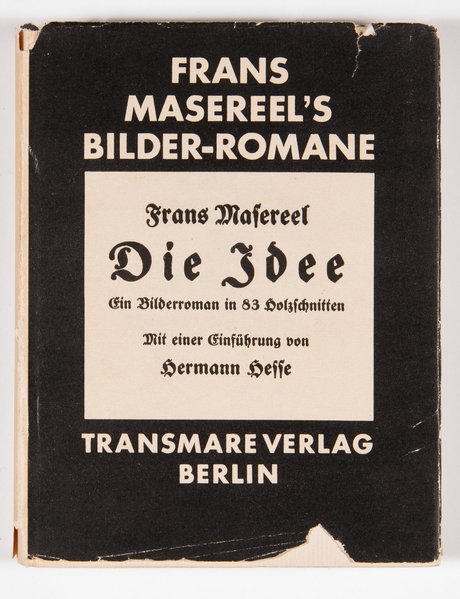 FRANS
MASEREEL'S
BILDER-ROMANE
Frans Masereel
Die Idee
Ein Bilderroman in 83 Holzschnitten
Mit einer Einführung von
Hermann Hesse
TRANSMARE VERLAG
BERLIN